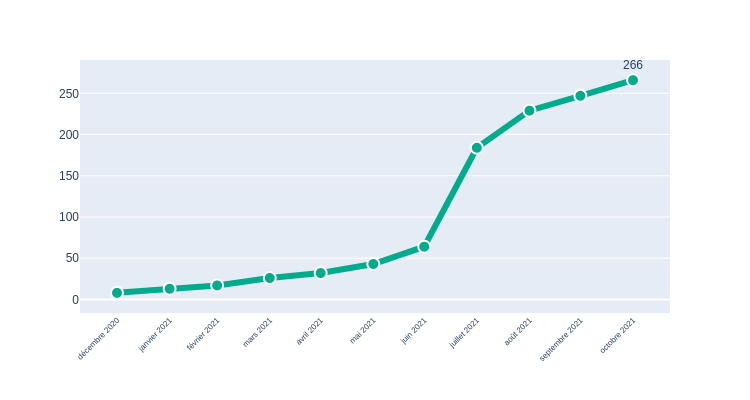 266
250
200
150
100
50
0
décembre 2020
janvier 2021
février 2021
mars 2021
avril 2021
mai 2021
juin 2021
juillet 2021
août 2021
septembre 2021
octobre 2021